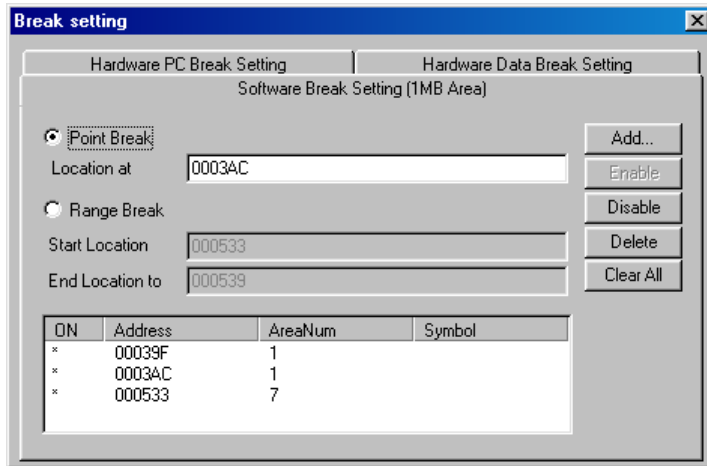 Break setting
Hardware PC Break Setting Hardware Data Break Setting
Software Break Setting (1MB Area)
Point Break Add...
Location at 0003AC Enable
Range Break Disable
Start Location 000533 Delete
End Location to 000539 Clear All
ON Address AreaNum Symbol
* 00039F 1
* 0003AC 1
* 000533 7